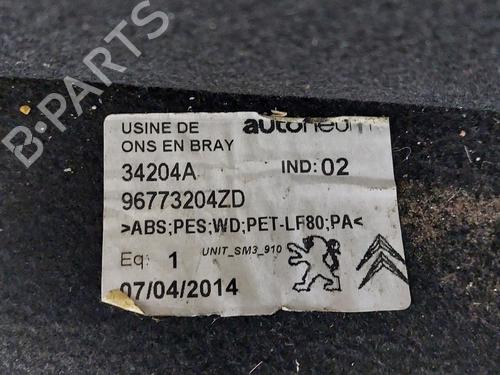 B-PARTS
USINE DE autoneum
ONS EN BRAY
34204A IND: 02
96773204ZD
>ABS;PES;WD;PET-LF80;PA<
Eq: 1 UNIT_SM3_910
07/04/2014